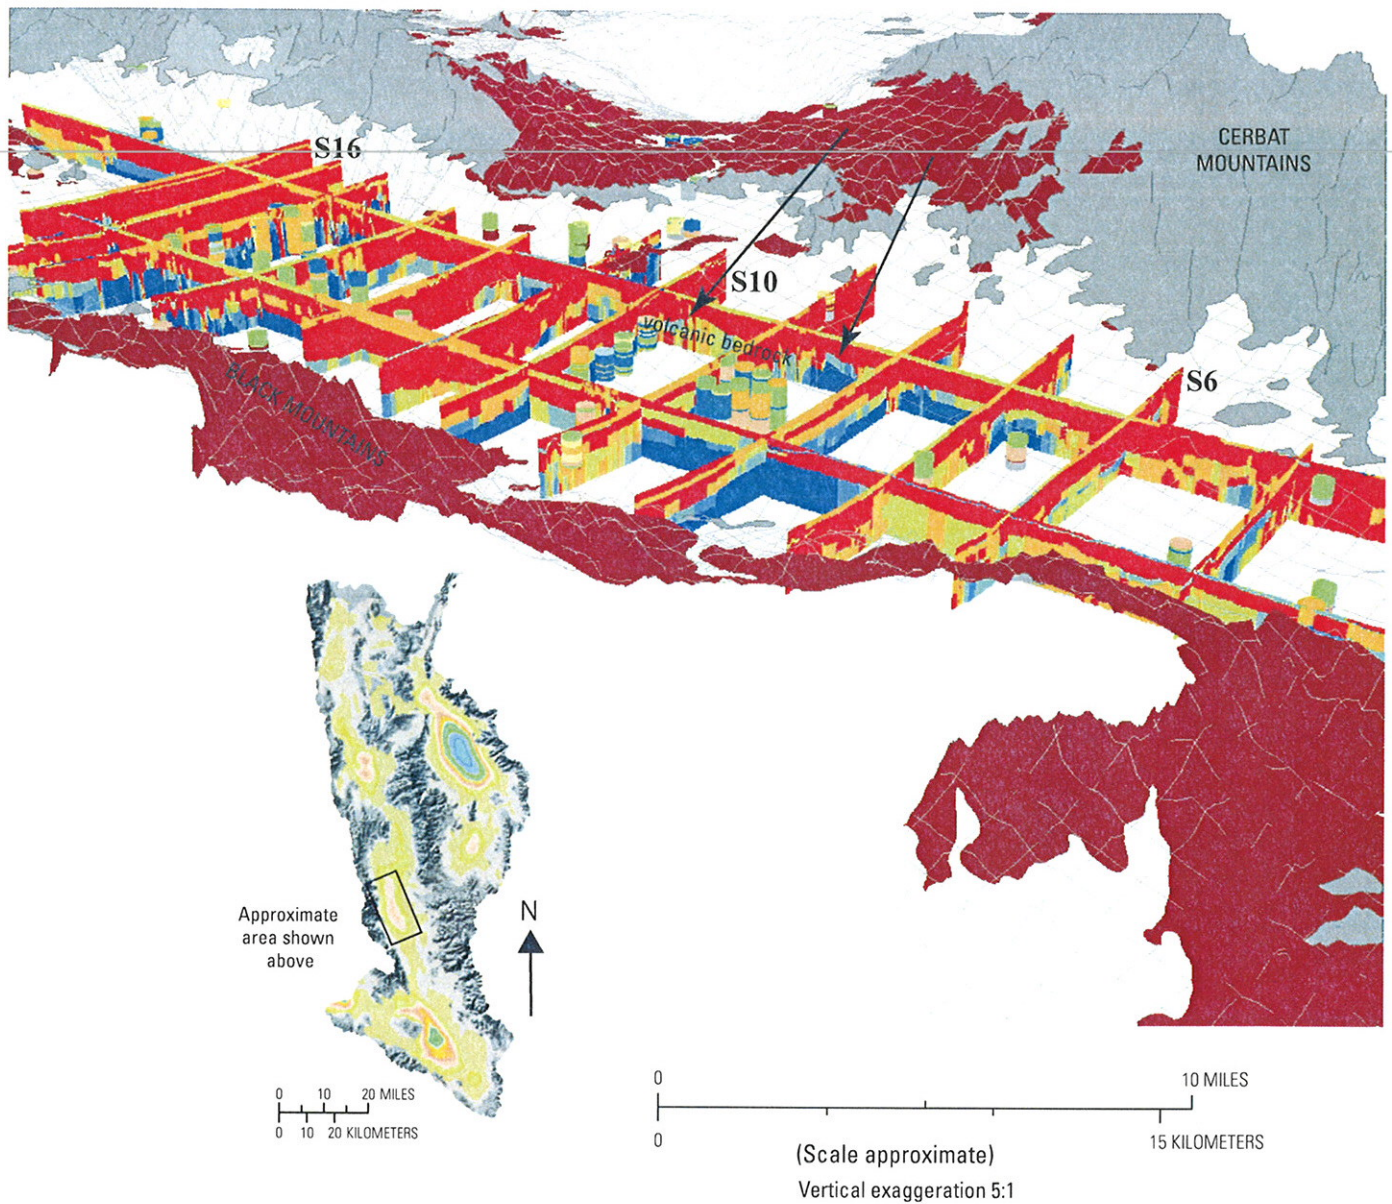 CERBAT
MOUNTAINS
S16
S10
volcanic bedrock
S6
BLACK MOUNTAINS
Approximate
area shown
above
N
0 10 20 MILES
0 10 20 KILOMETERS
0 10 MILES
0 15 KILOMETERS
(Scale approximate)
Vertical exaggeration 5:1